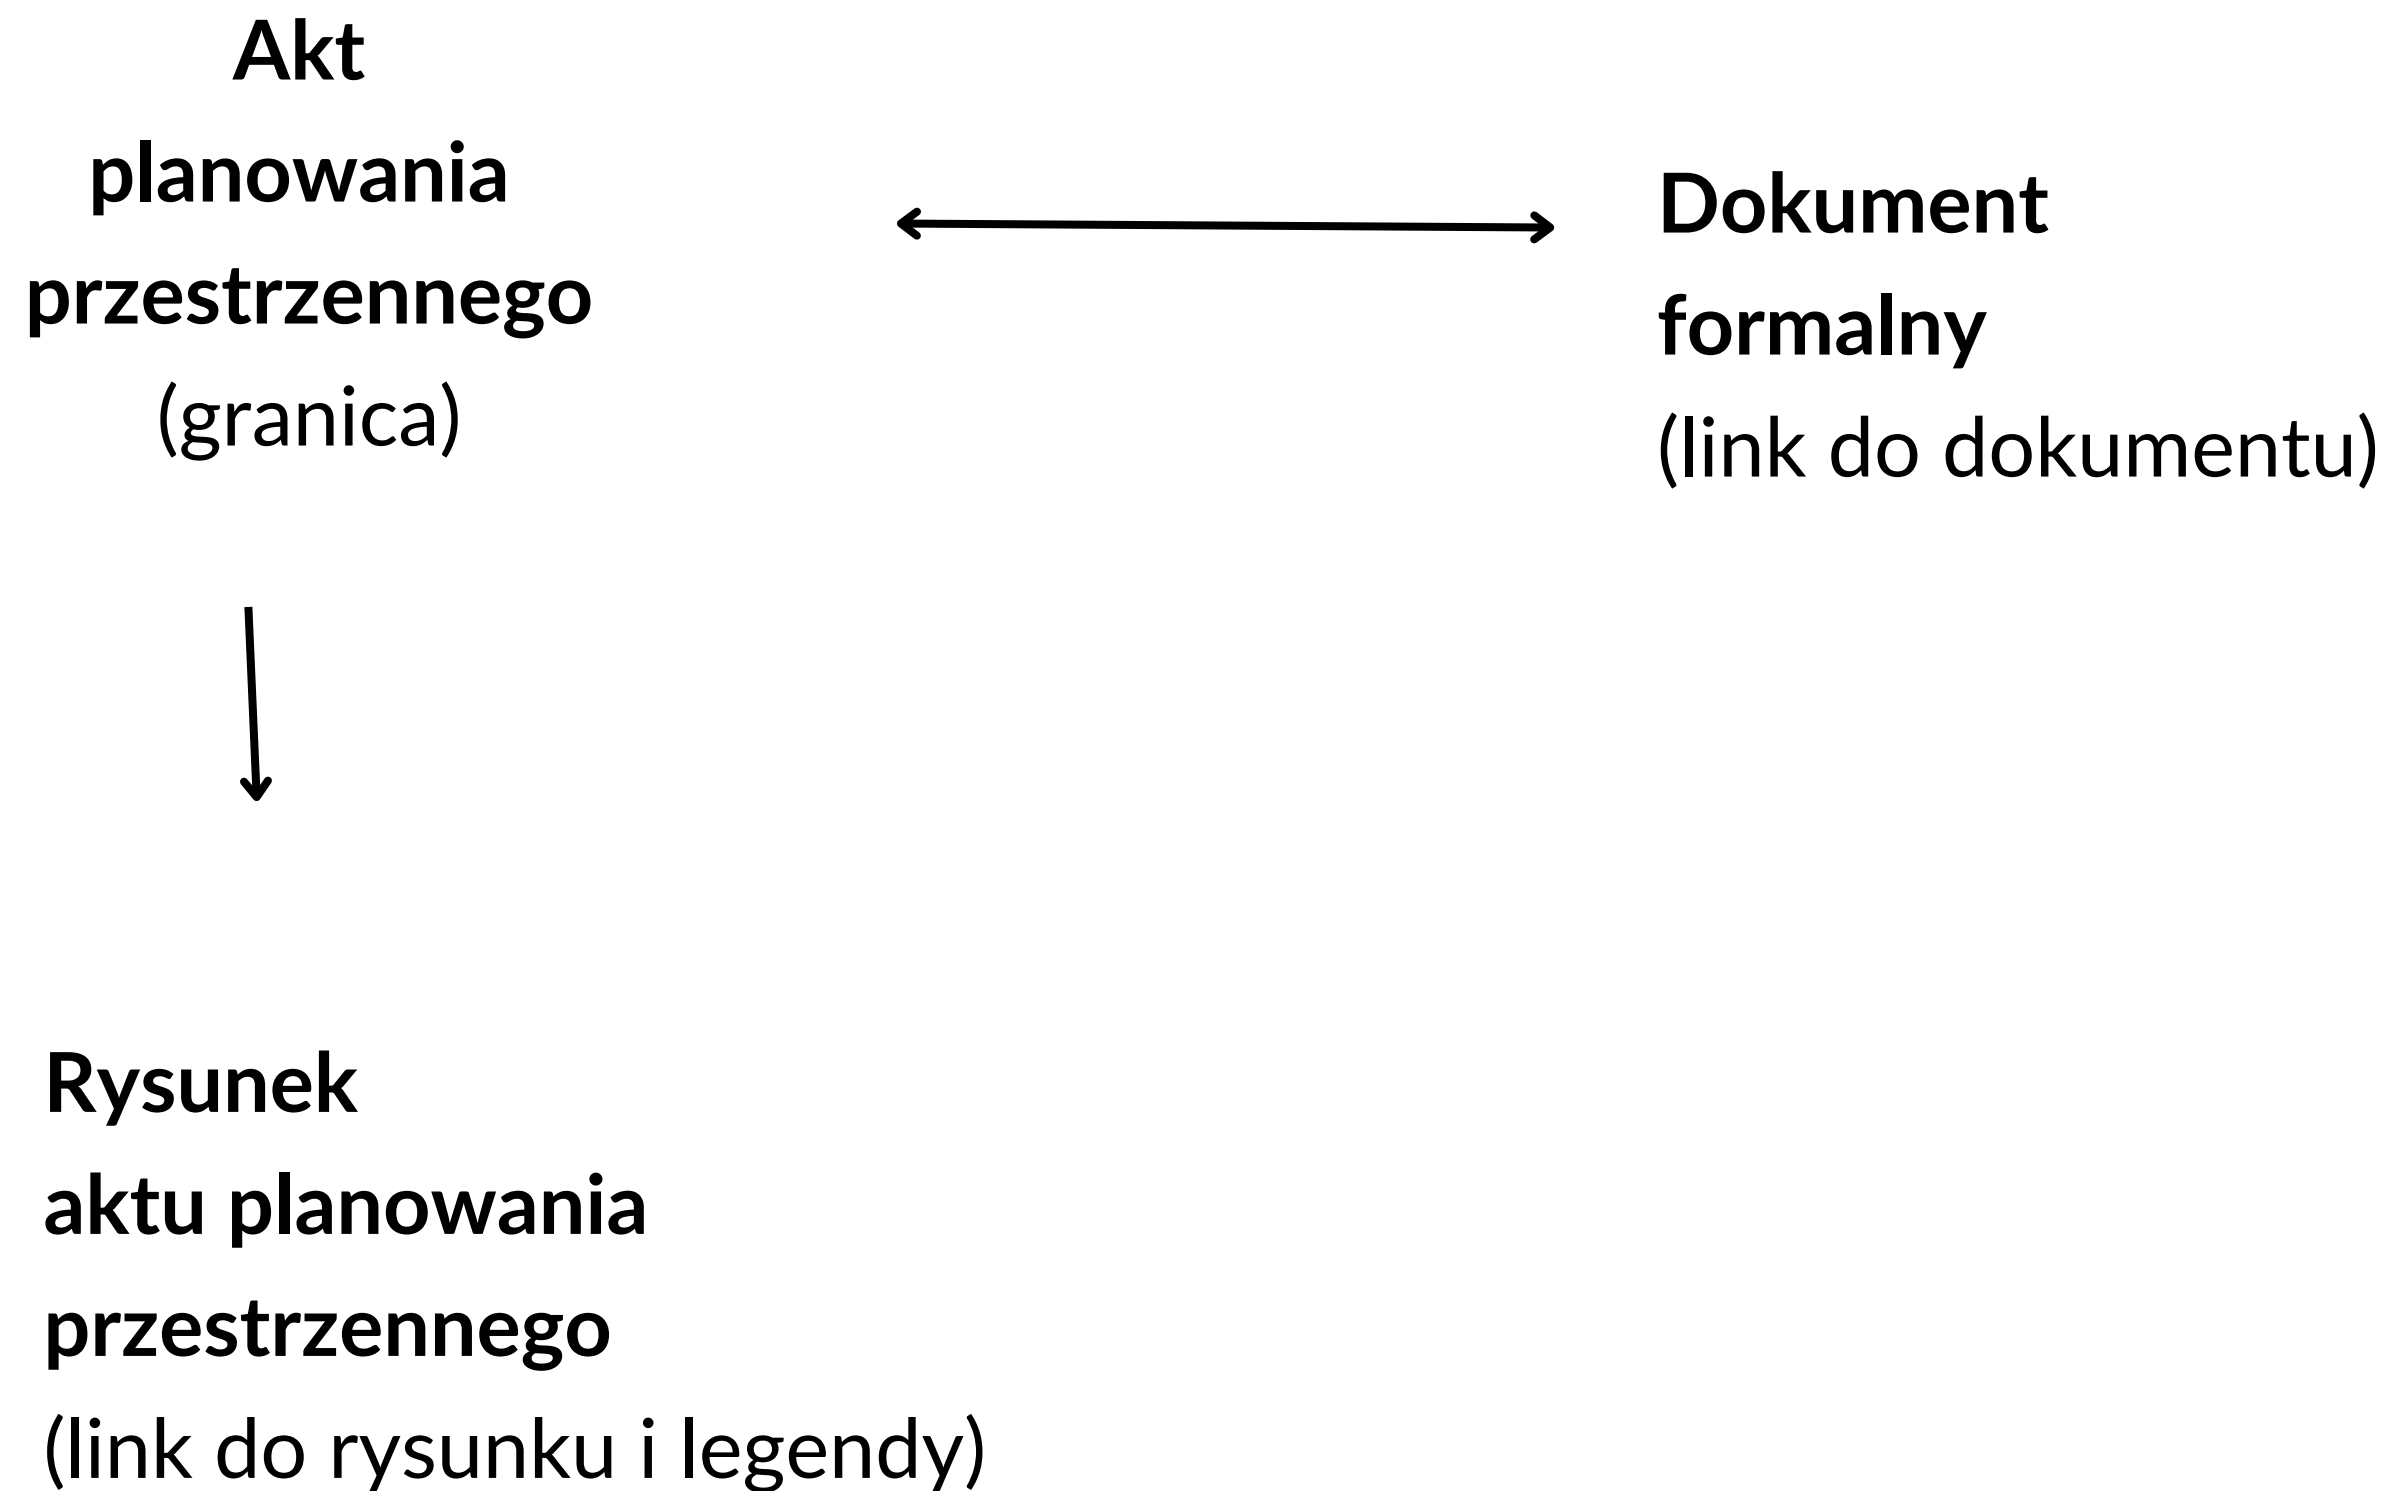 Akt
planowania
przestrzennego
(granica)
Dokument
formalny
(link do dokumentu)
Rysunek
aktu planowania
przestrzennego
(link do rysunku i legendy)